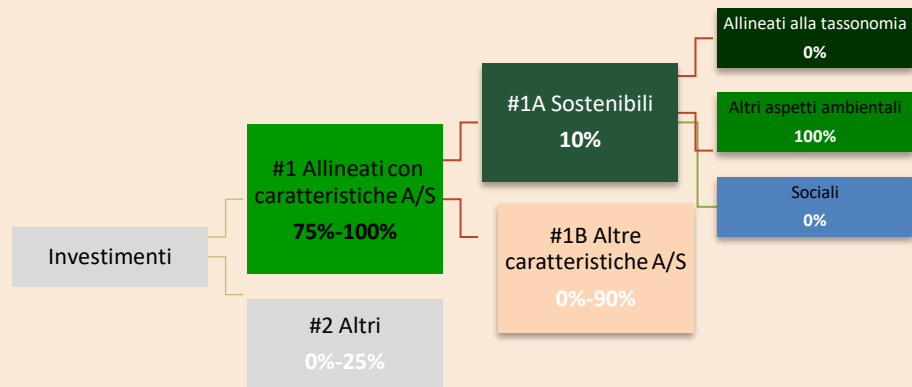 Investimenti
#1 Allineati con
caratteristiche A/S
75%-100%
#2 Altri
0%-25%
#1A Sostenibili
10%
#1B Altre
caratteristiche A/S
0%-90%
Allineati alla tassonomia
0%
Altri aspetti ambientali
100%
Sociali
0%